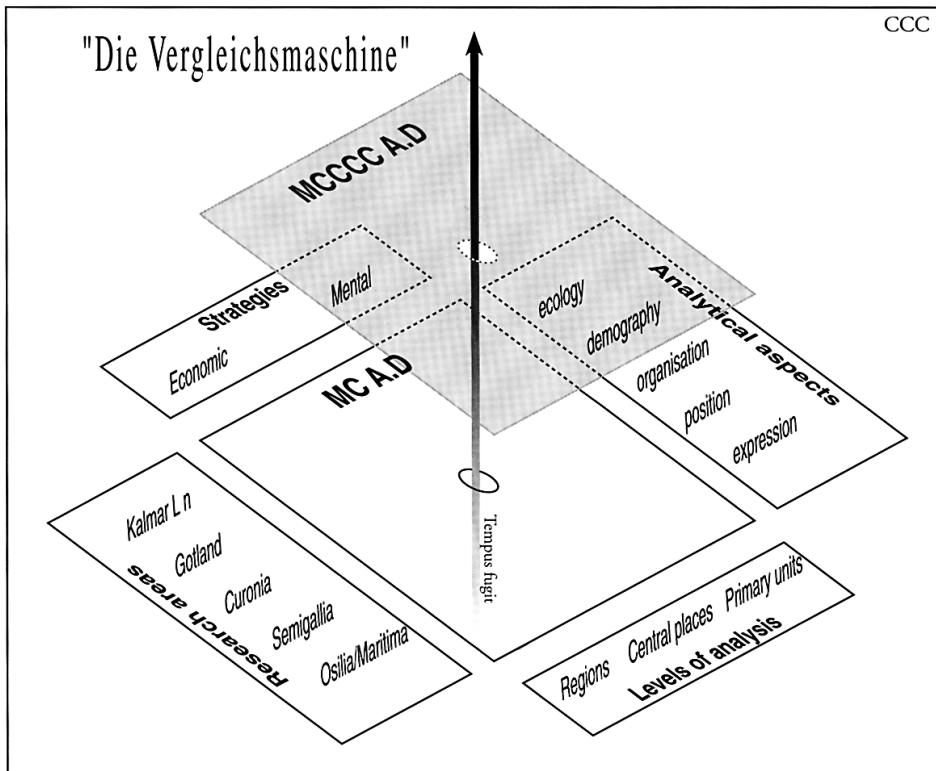 CCC
"Die Vergleichsmaschine"
MCCCC A.D
Strategies
Mental
Economic
Analytical aspects
ecology
demography
organisation
position
expression
MC A.D
Tempus fugit
Research areas
Kalmar L n
Gotland
Curonia
Semigallia
Osilia/Maritima
Regions
Central places
Primary units
Levels of analysis